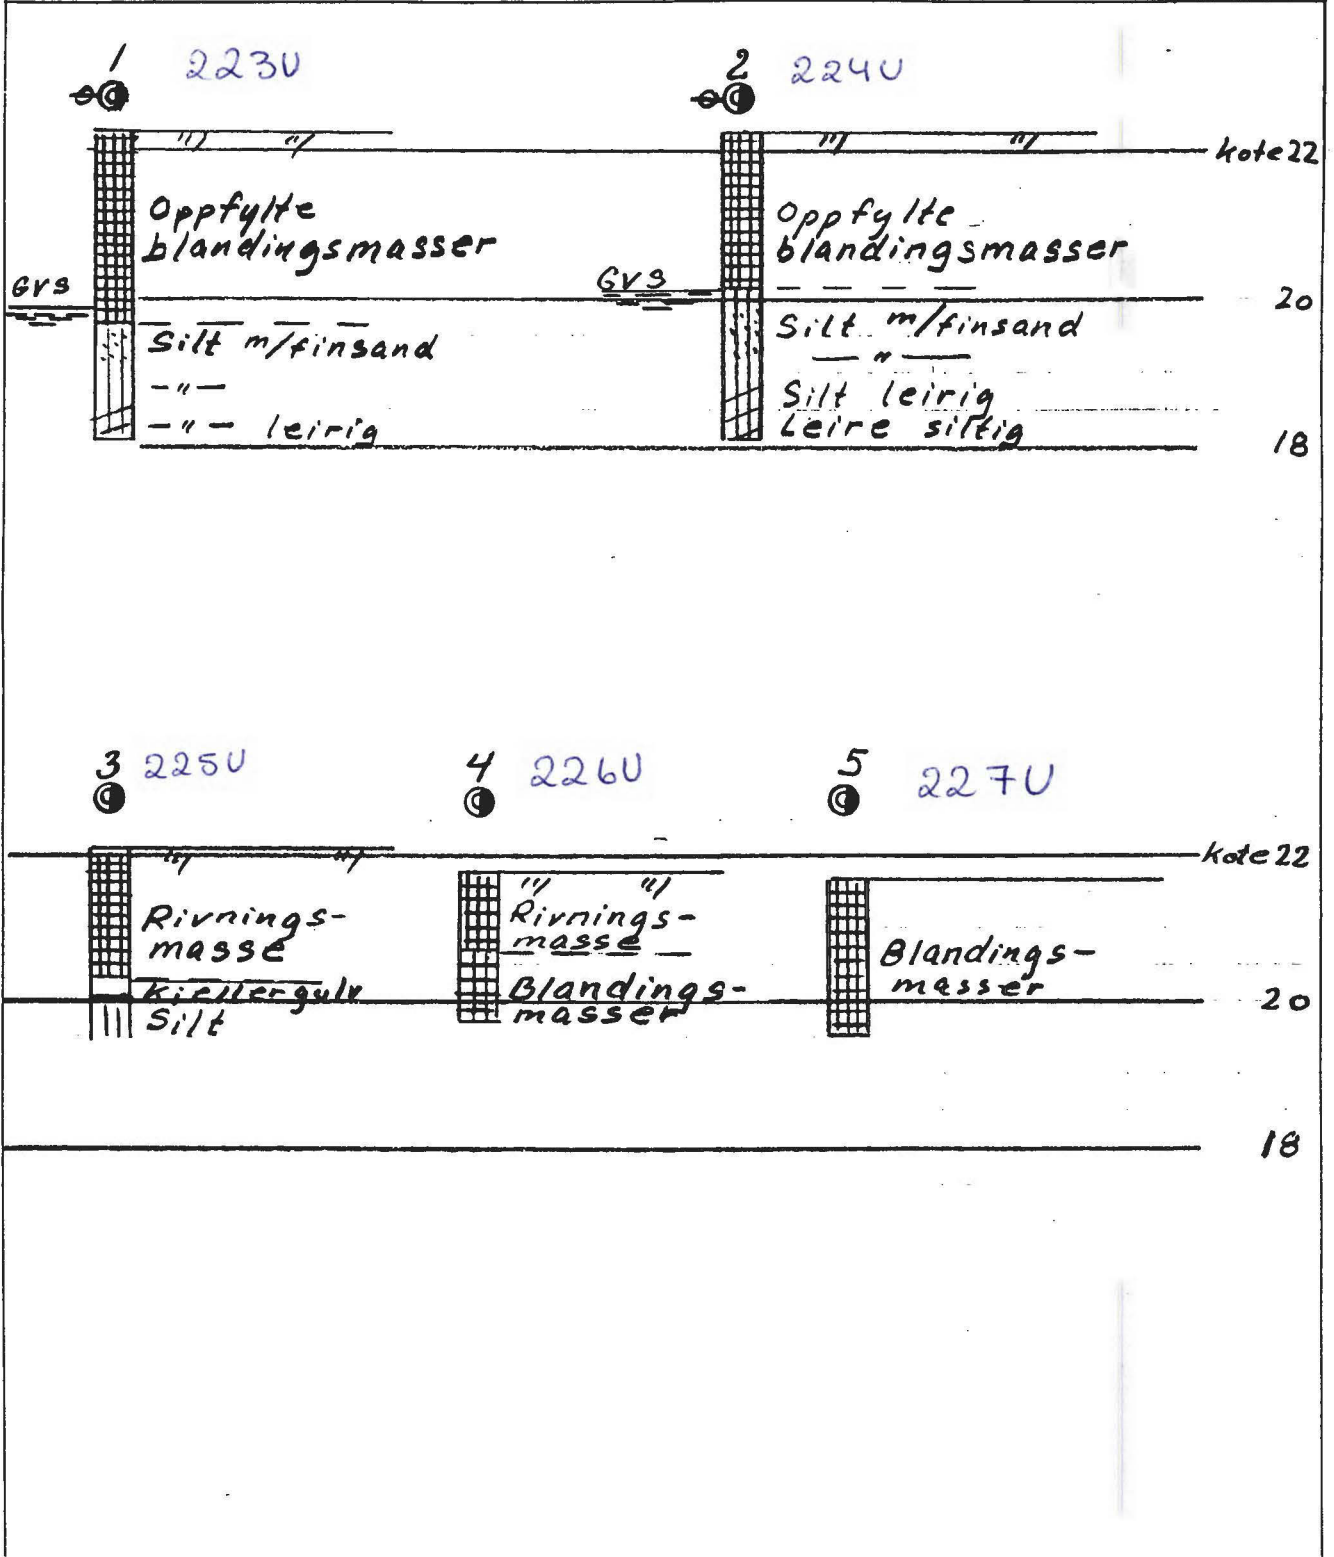 1 223U
2 224U
kote 22
Oppfylte
blandingsmasser
GVS
Silt m/finsand
-"-
-"- leirig
Oppfylte
blandingsmasser
GVS
20
Silt m/finsand
-"-
Silt leirig
Leire siltig
18
3 225U
4 226U
5 227U
kote 22
Rivnings-
masse
Kjellergulv
Silt
Rivnings-
masse
Blandings-
masser
Blandings-
masser
20
18